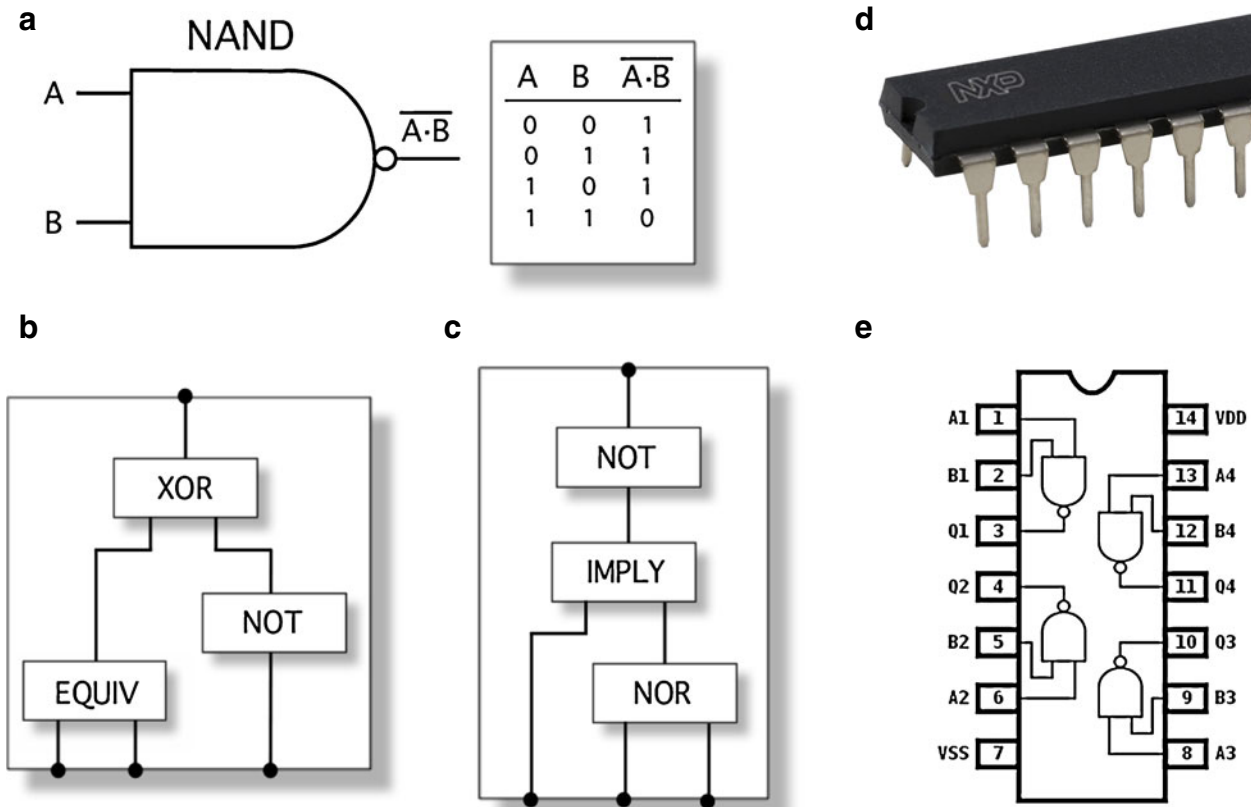 a
NAND
A
B
A·B
A B A·B
0 0 1
0 1 1
1 0 1
1 1 0
b
XOR
NOT
EQUIV
c
NOT
IMPLY
NOR
d
NXP
e
A1 1 14 VDD
B1 2 13 A4
Q1 3 12 B4
Q2 4 11 Q4
B2 5 10 Q3
A2 6 9 B3
VSS 7 8 A3